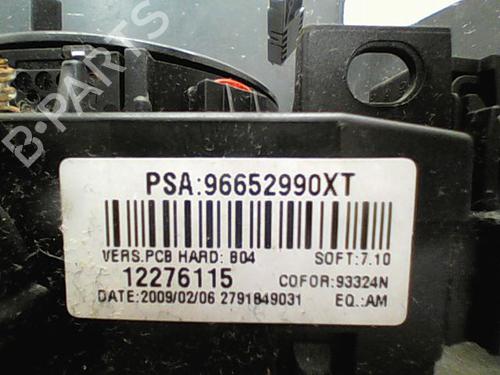 B-PARTS
PSA:96652990XT
VERS.PCB HARD: B04 SOFT:7.10
12276115 COFOR:93324N
DATE:2009/02/06 2791849031 EQ.:AM